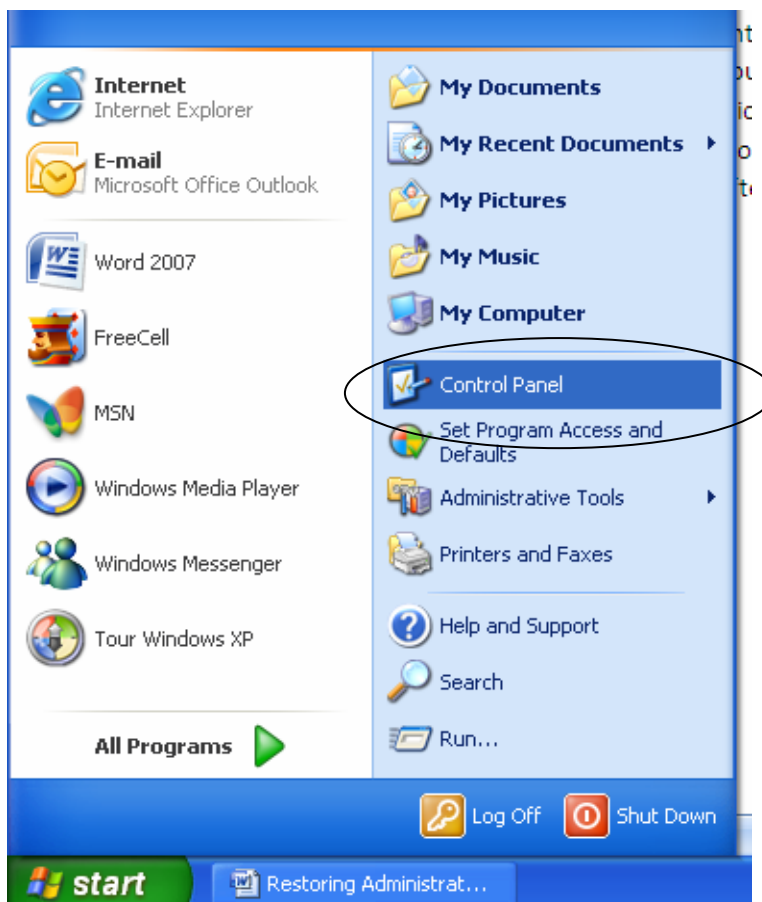 Internet
Internet Explorer
E-mail
Microsoft Office Outlook
Word 2007
FreeCell
MSN
Windows Media Player
Windows Messenger
Tour Windows XP
All Programs
My Documents
My Recent Documents
My Pictures
My Music
My Computer
Control Panel
Set Program Access and
Defaults
Administrative Tools
Printers and Faxes
Help and Support
Search
Run...
Log Off
Shut Down
start
Restoring Administrat...